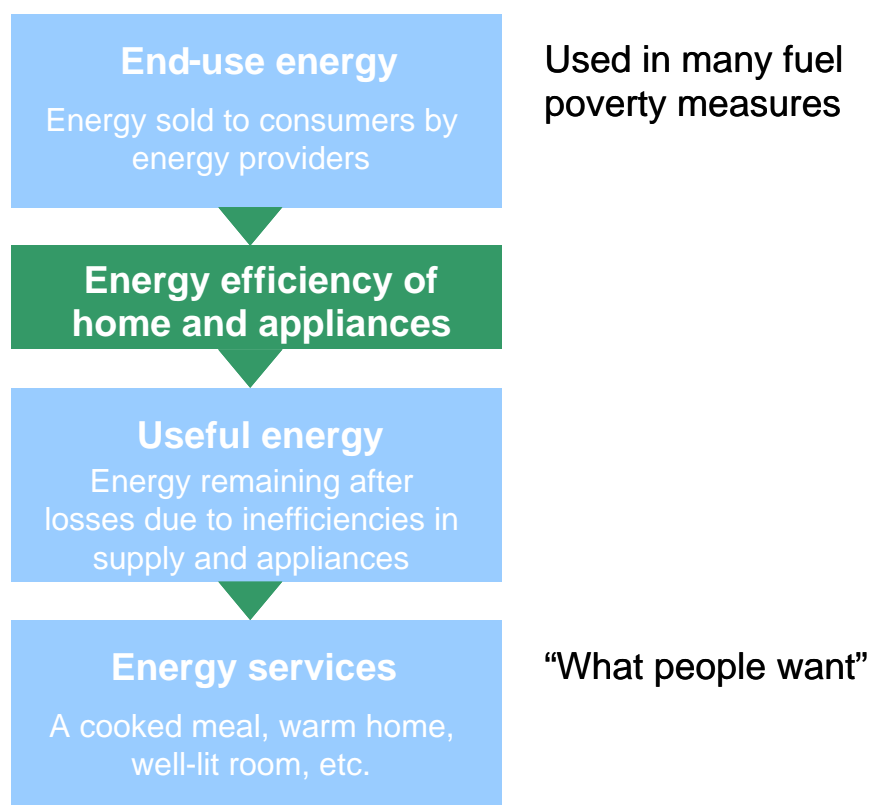 End-use energy
Energy sold to consumers by
energy providers
Used in many fuel
poverty measures
Energy efficiency of
home and appliances
Useful energy
Energy remaining after
losses due to inefficiencies in
supply and appliances
Energy services
A cooked meal, warm home,
well-lit room, etc.
“What people want”